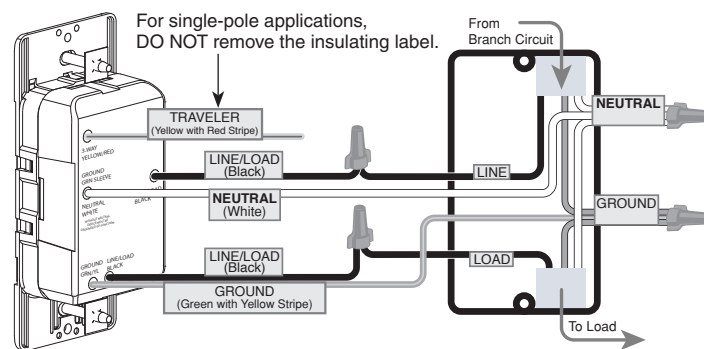 For single-pole applications,
DO NOT remove the insulating label.
From
Branch Circuit
TRAVELER
(Yellow with Red Stripe)
NEUTRAL
3-WAY
YELLOW/RED
LINE/LOAD
(Black)
LINE
GROUND
GRN SLEEVE
NEUTRAL
(White)
NEUTRAL
WHITE
BLACK
GROUND
LINE/LOAD
(Black)
LOAD
GROUND
GRN/YL
LINE/LOAD
BLACK
GROUND
(Green with Yellow Stripe)
To Load